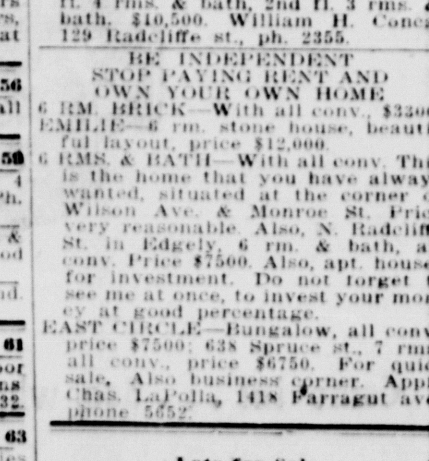 fl. 4 rms. & bath, 2nd fl. 3 rms.
bath. $10,500. William H. Conca
129 Radcliffe st., ph. 2355.
BE INDEPENDENT
STOP PAYING RENT AND
OWN YOUR OWN HOME
6 RM. BRICK—With all conv., $3300
EMILIE—6 rm. stone house, beauti
ful layout, price $12,000.
6 RMS. & BATH—With all conv. Thi
is the home that you have alway
wanted, situated at the corner o
Wilson Ave. & Monroe St. Pric
very reasonable. Also, N. Radcliff
St. in Edgely, 6 rm. & bath, a
conv. Price $7500. Also, apt. house
for investment. Do not forget t
see me at once, to invest your mon
ey at good percentage.
EAST CIRCLE—Bungalow, all conv
price $7500; 638 Spruce st., 7 rms
all conv., price $6750. For quic
sale. Also business corner. Appl
Chas. LaPolla, 1418 Farragut ave
phone 5652.